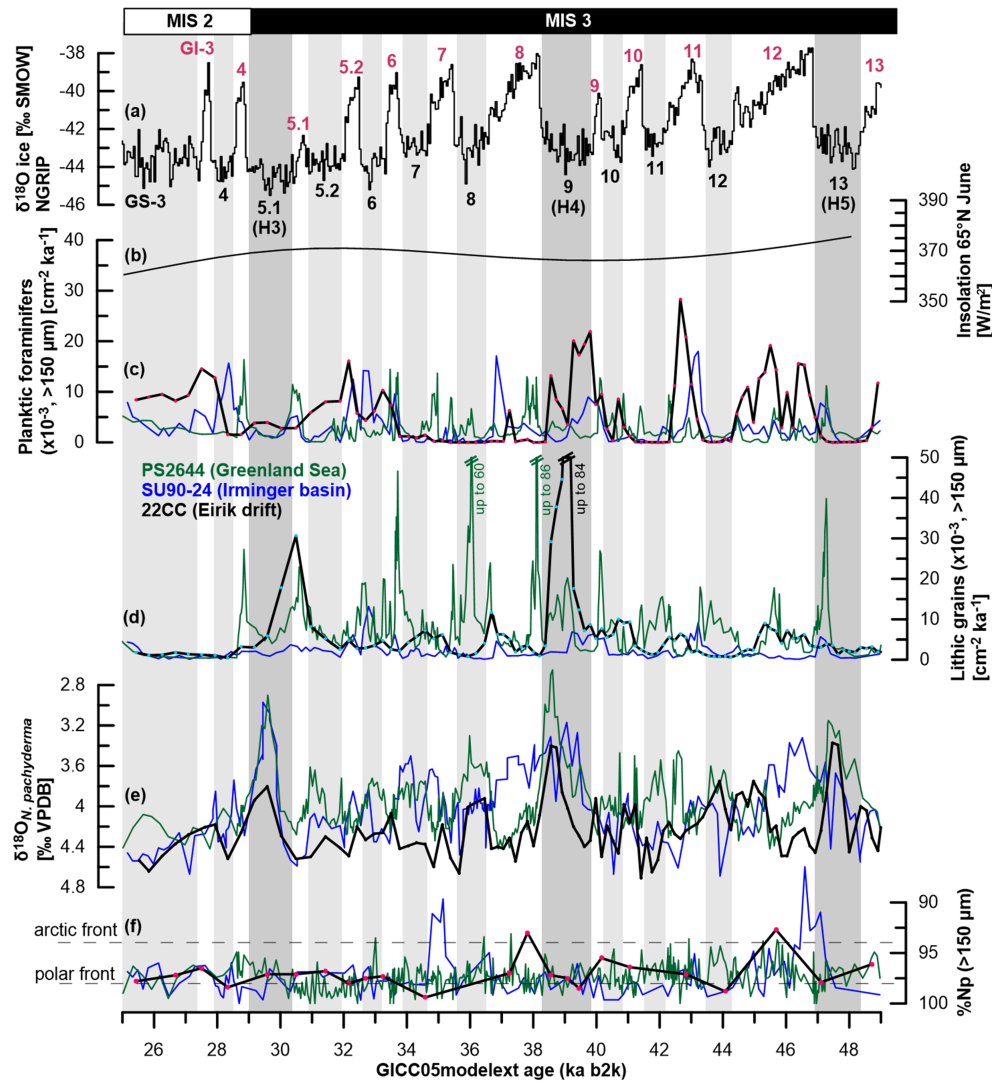 MIS 2
MIS 3
-38
-40
-42
-44
-46
δ18O ice [‰ SMOW]
NGRIP
(a)
GI-3
4
5.1
5.2
6
7
8
9
10
11
12
13
GS-3
4
5.1
(H3)
5.2
6
7
8
9
(H4)
10
11
12
13
(H5)
390
370
350
Insolation 65°N June
[W/m2]
(b)
40
30
20
10
0
Planktic foraminifers
(x10-3, >150 µm) [cm-2 ka-1]
(c)
PS2644 (Greenland Sea)
SU90-24 (Irminger basin)
22CC (Eirik drift)
up to 60
up to 86
up to 84
50
40
30
20
10
0
Lithic grains (x10-3, >150 µm)
[cm-2 ka-1]
(d)
2.8
3.2
3.6
4.0
4.4
4.8
δ18ON. pachyderma
[‰ VPDB]
(e)
(f)
arctic front
polar front
90
95
100
%Np (>150 µm)
26
28
30
32
34
36
38
40
42
44
46
48
GICC05modelext age (ka b2k)